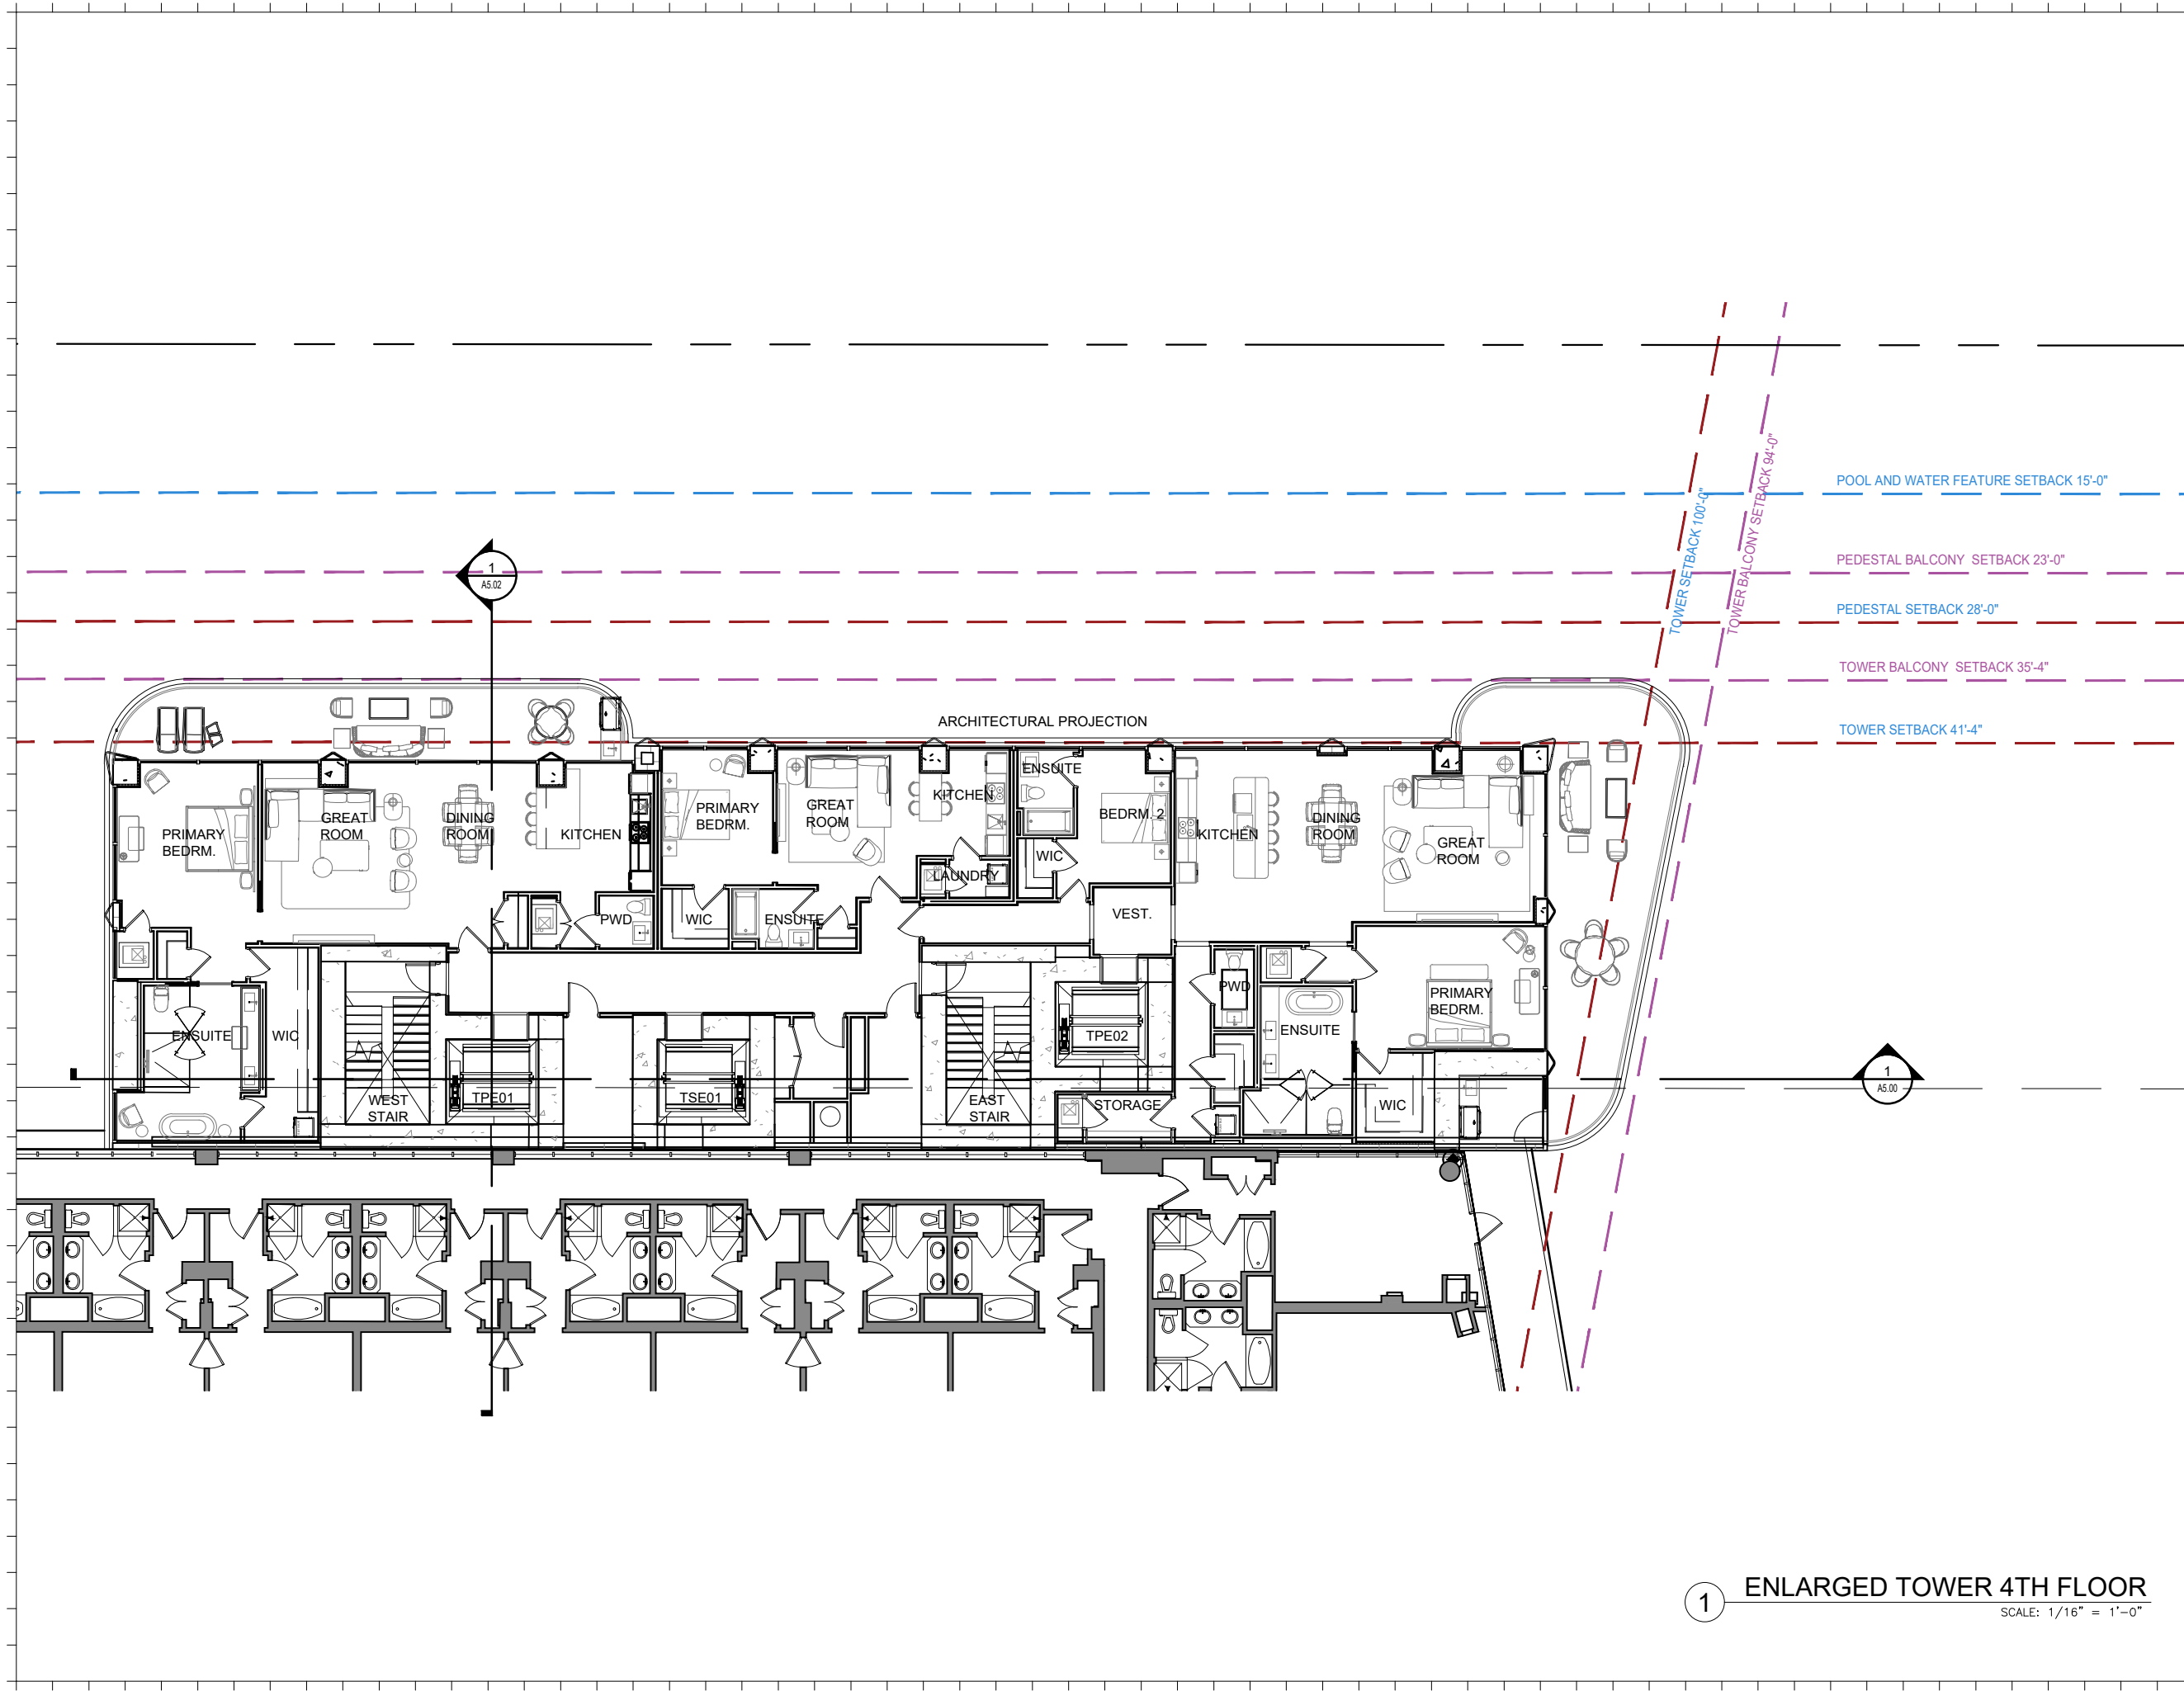 TOWER BALCONY SETBACK 94'-0"
TOWER SETBACK 100'-0"
POOL AND WATER FEATURE SETBACK 15'-0"
PEDESTAL BALCONY SETBACK 23'-0"
1
A5.02
PEDESTAL SETBACK 28'-0"
TOWER BALCONY SETBACK 35'-4"
ARCHITECTURAL PROJECTION
TOWER SETBACK 41'-4"
PRIMARY
BEDRM.
GREAT
ROOM
DINING
ROOM
KITCHEN
PRIMARY
BEDRM.
GREAT
ROOM
KITCHEN
ENSUITE
BEDRM. 2
KITCHEN
DINING
ROOM
GREAT
ROOM
WIC
LAUNDRY
PWD
WIC
ENSUITE
VEST.
PWD
PRIMARY
BEDRM.
ENSUITE
WIC
TPE02
ENSUITE
WEST
STAIR
TPE01
TSE01
EAST
STAIR
STORAGE
WIC
1
A5.00
1
ENLARGED TOWER 4TH FLOOR
SCALE: 1/16" = 1'-0"